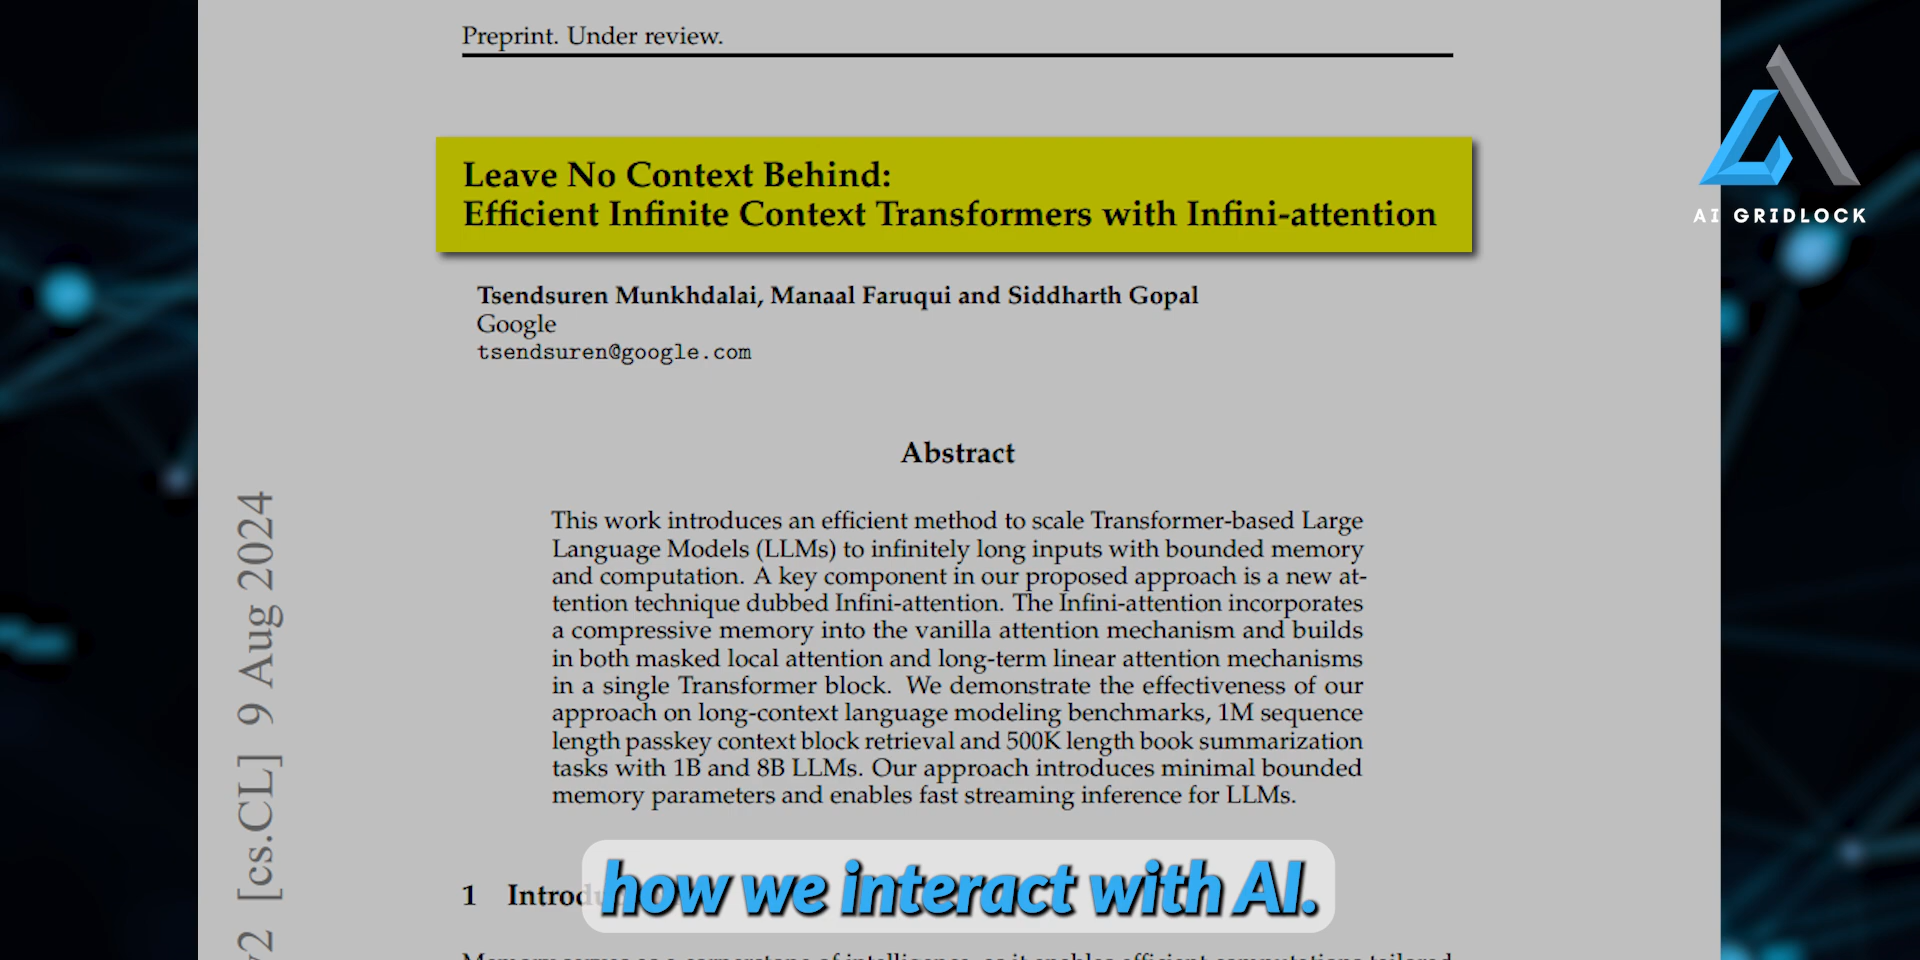 Preprint. Under review.
AI GRIDLOCK
Leave No Context Behind:
Efficient Infinite Context Transformers with Infini-attention
Tsendsuren Munkhdalai, Manaal Faruqui and Siddharth Gopal
Google
tsendsuren@google.com
Abstract
This work introduces an efficient method to scale Transformer-based Large
Language Models (LLMs) to infinitely long inputs with bounded memory
and computation. A key component in our proposed approach is a new at-
tention technique dubbed Infini-attention. The Infini-attention incorporates
a compressive memory into the vanilla attention mechanism and builds
in both masked local attention and long-term linear attention mechanisms
in a single Transformer block. We demonstrate the effectiveness of our
approach on long-context language modeling benchmarks, 1M sequence
length passkey context block retrieval and 500K length book summarization
tasks with 1B and 8B LLMs. Our approach introduces minimal bounded
memory parameters and enables fast streaming inference for LLMs.
v2 [cs.CL] 9 Aug 2024
1 Introd
how we interact with AI.